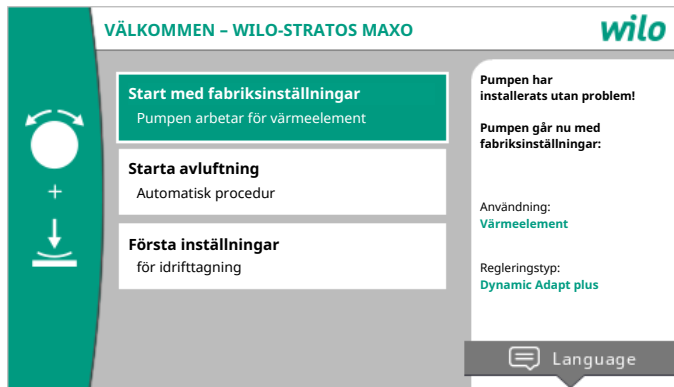 VÄLKOMMEN – WILO-STRATOS MAXO
wilo
Start med fabriksinställningar
Pumpen arbetar för värmeelement
Starta avluftning
Automatisk procedur
Första inställningar
för idrifttagning
+
Pumpen har
installerats utan problem!
Pumpen går nu med
fabriksinställningar:
Användning:
Värmeelement
Regleringstyp:
Dynamic Adapt plus
Language